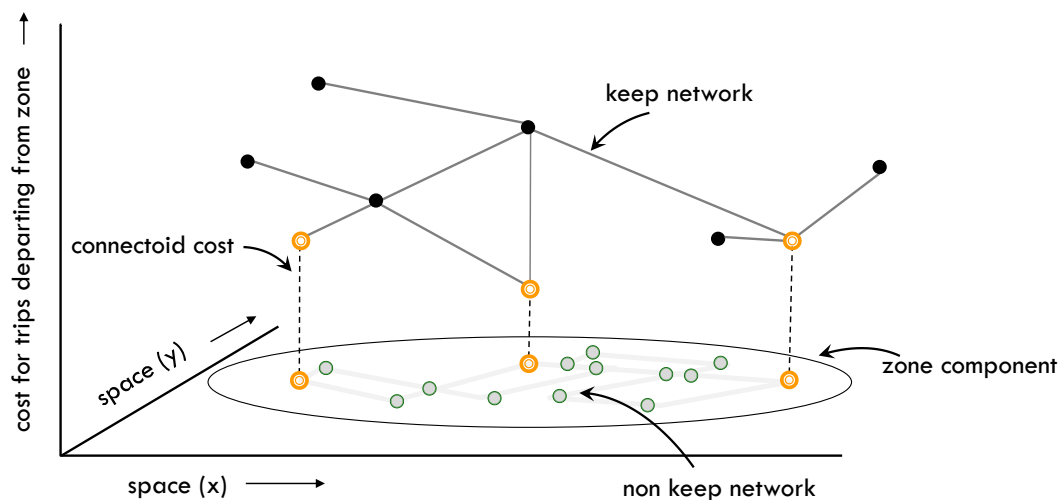 cost for trips departing from zone
keep network
connectoid cost
space (y)
zone component
space (x)
non keep network